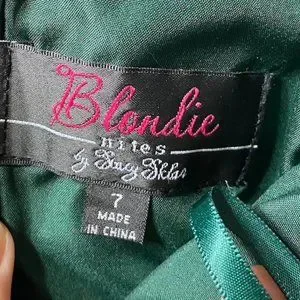 Blondie
nites
by Stacy Sklar
7
MADE
IN CHINA